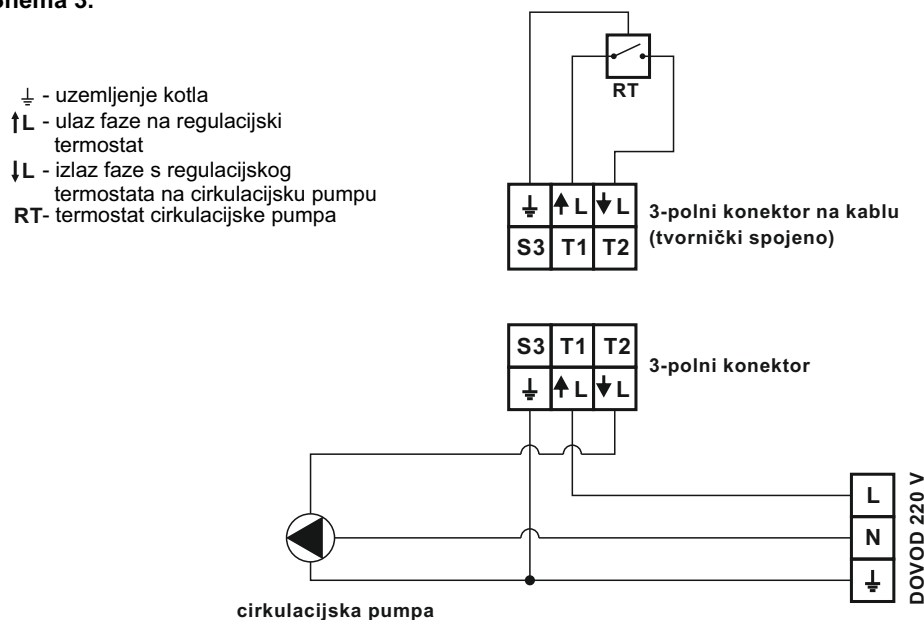 Shema 3.
⏚ - uzemljenje kotla
↑L - ulaz faze na regulacijski
termostat
↓L - izlaz faze s regulacijskog
termostata na cirkulacijsku pumpu
RT- termostat cirkulacijske pumpa
RT
⏚ ↑L ↓L
S3 T1 T2
3-polni konektor na kablu
(tvornički spojeno)
S3 T1 T2
⏚ ↑L ↓L
3-polni konektor
L
N
⏚
DOVOD 220 V
cirkulacijska pumpa